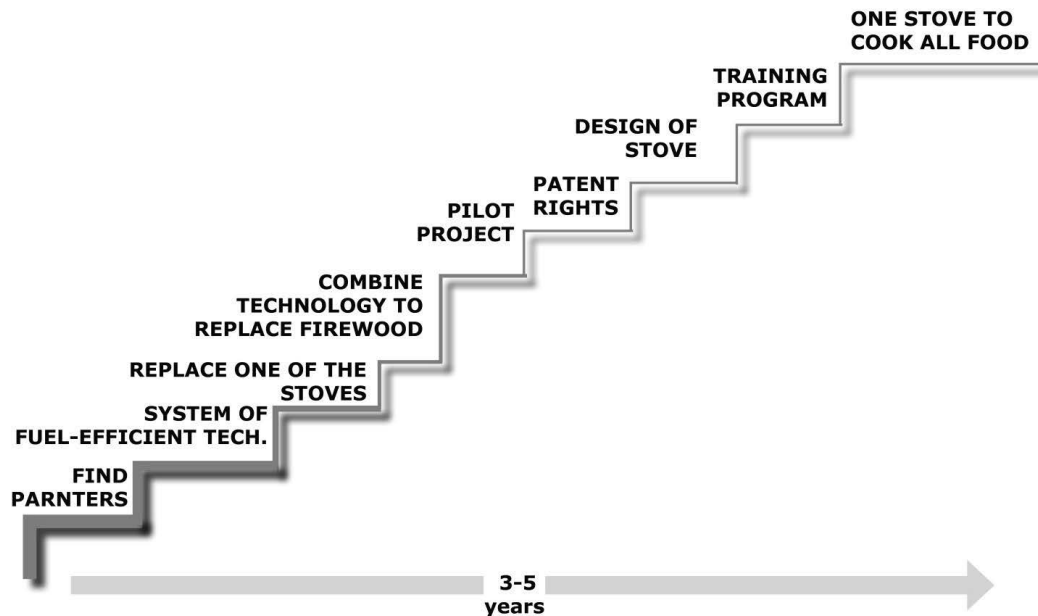 ONE STOVE TO
COOK ALL FOOD
TRAINING
PROGRAM
DESIGN OF
STOVE
PATENT
RIGHTS
PILOT
PROJECT
COMBINE
TECHNOLOGY TO
REPLACE FIREWOOD
REPLACE ONE OF THE
STOVES
SYSTEM OF
FUEL-EFFICIENT TECH.
FIND
PARNTERS
3-5
years